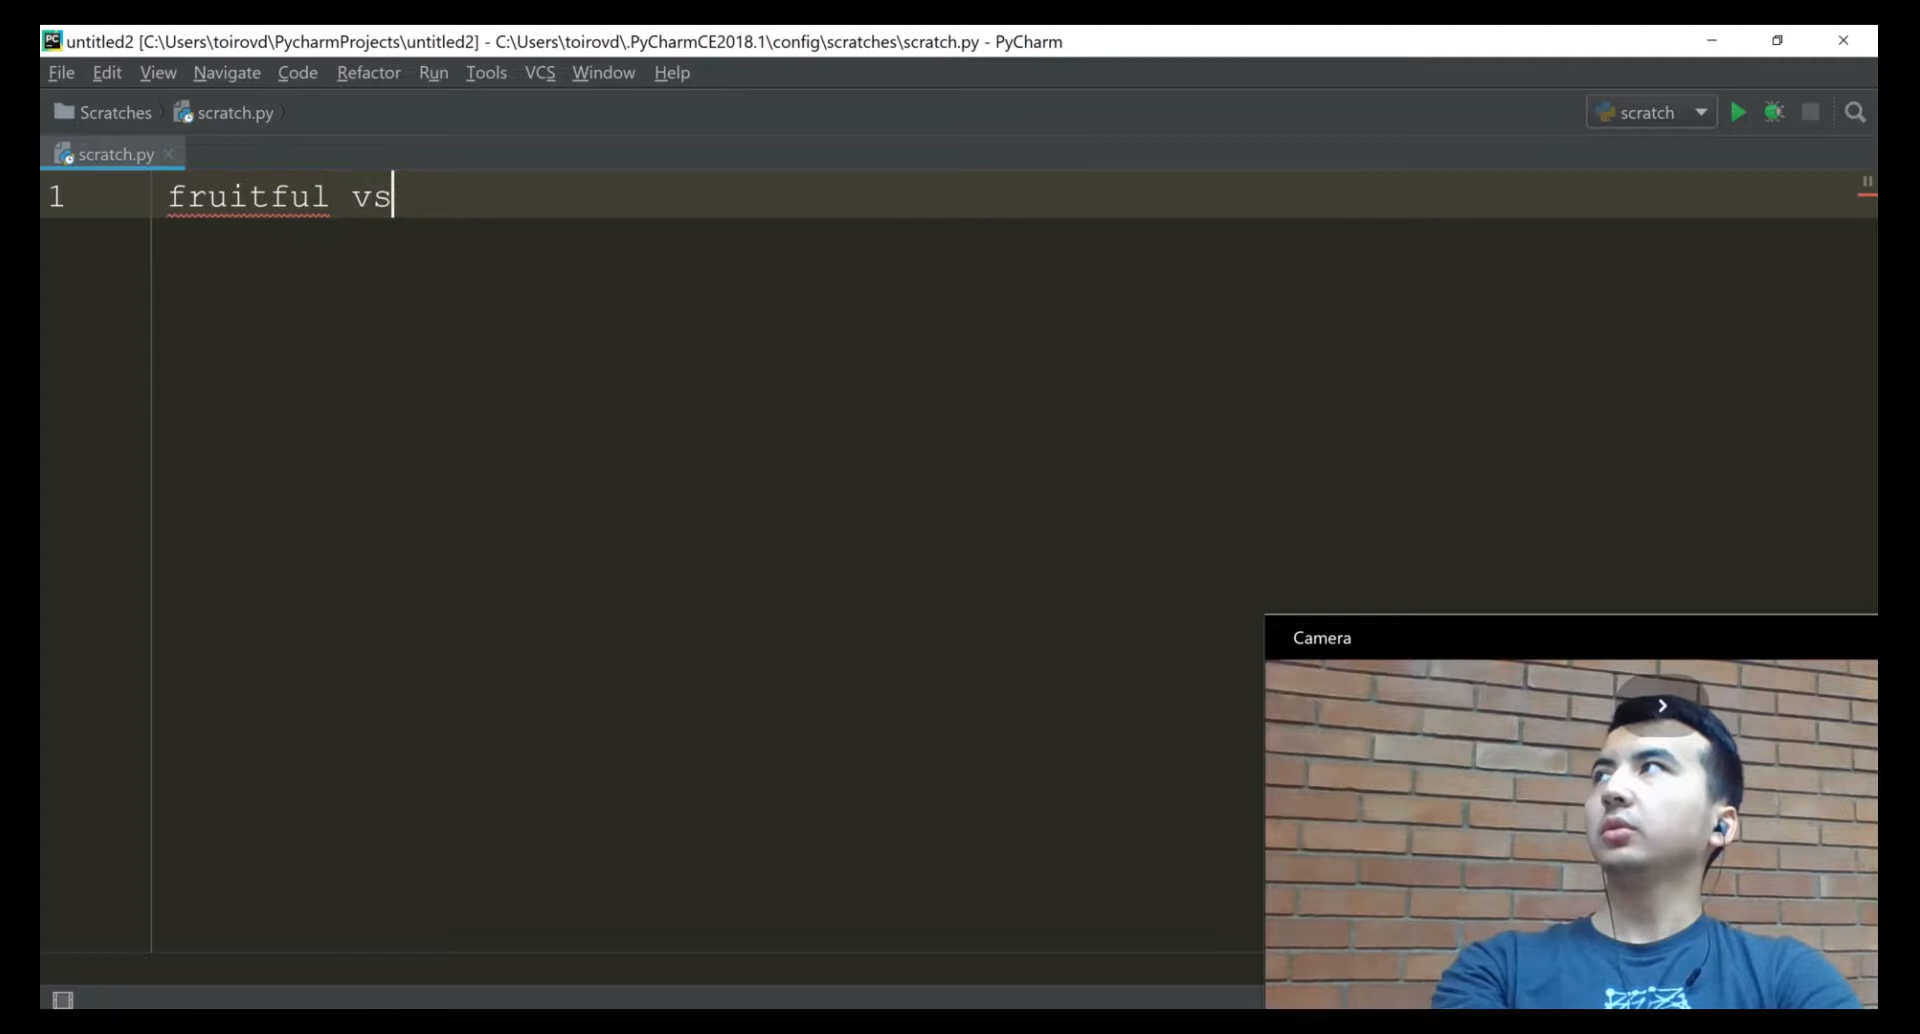 PC untitled2 [C:\Users\toirovd\PycharmProjects\untitled2] - C:\Users\toirovd\.PyCharmCE2018.1\config\scratches\scratch.py - PyCharm
File Edit View Navigate Code Refactor Run Tools VCS Window Help
Scratches scratch.py scratch
scratch.py
1 fruitful vs
Camera